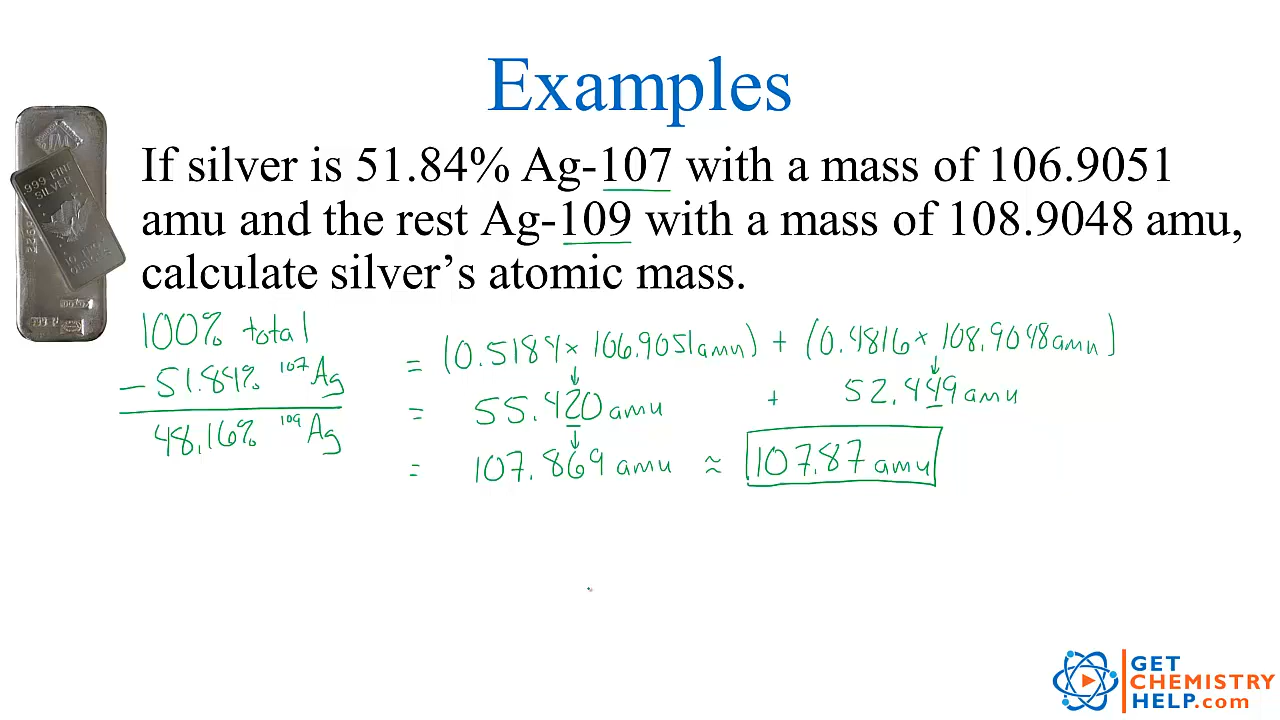 Examples
If silver is 51.84% Ag-107 with a mass of 106.9051
amu and the rest Ag-109 with a mass of 108.9048 amu,
calculate silver’s atomic mass.
.999 FINE
SILVER
100% total
− 51.84% ¹⁰⁷Ag
48.16% ¹⁰⁹Ag
= (0.5184 × 106.9051 amu) + (0.4816 × 108.9048 amu)
= 55.420 amu + 52.449 amu
= 107.869 amu ≈ 107.87 amu
GET
CHEMISTRY
HELP.com